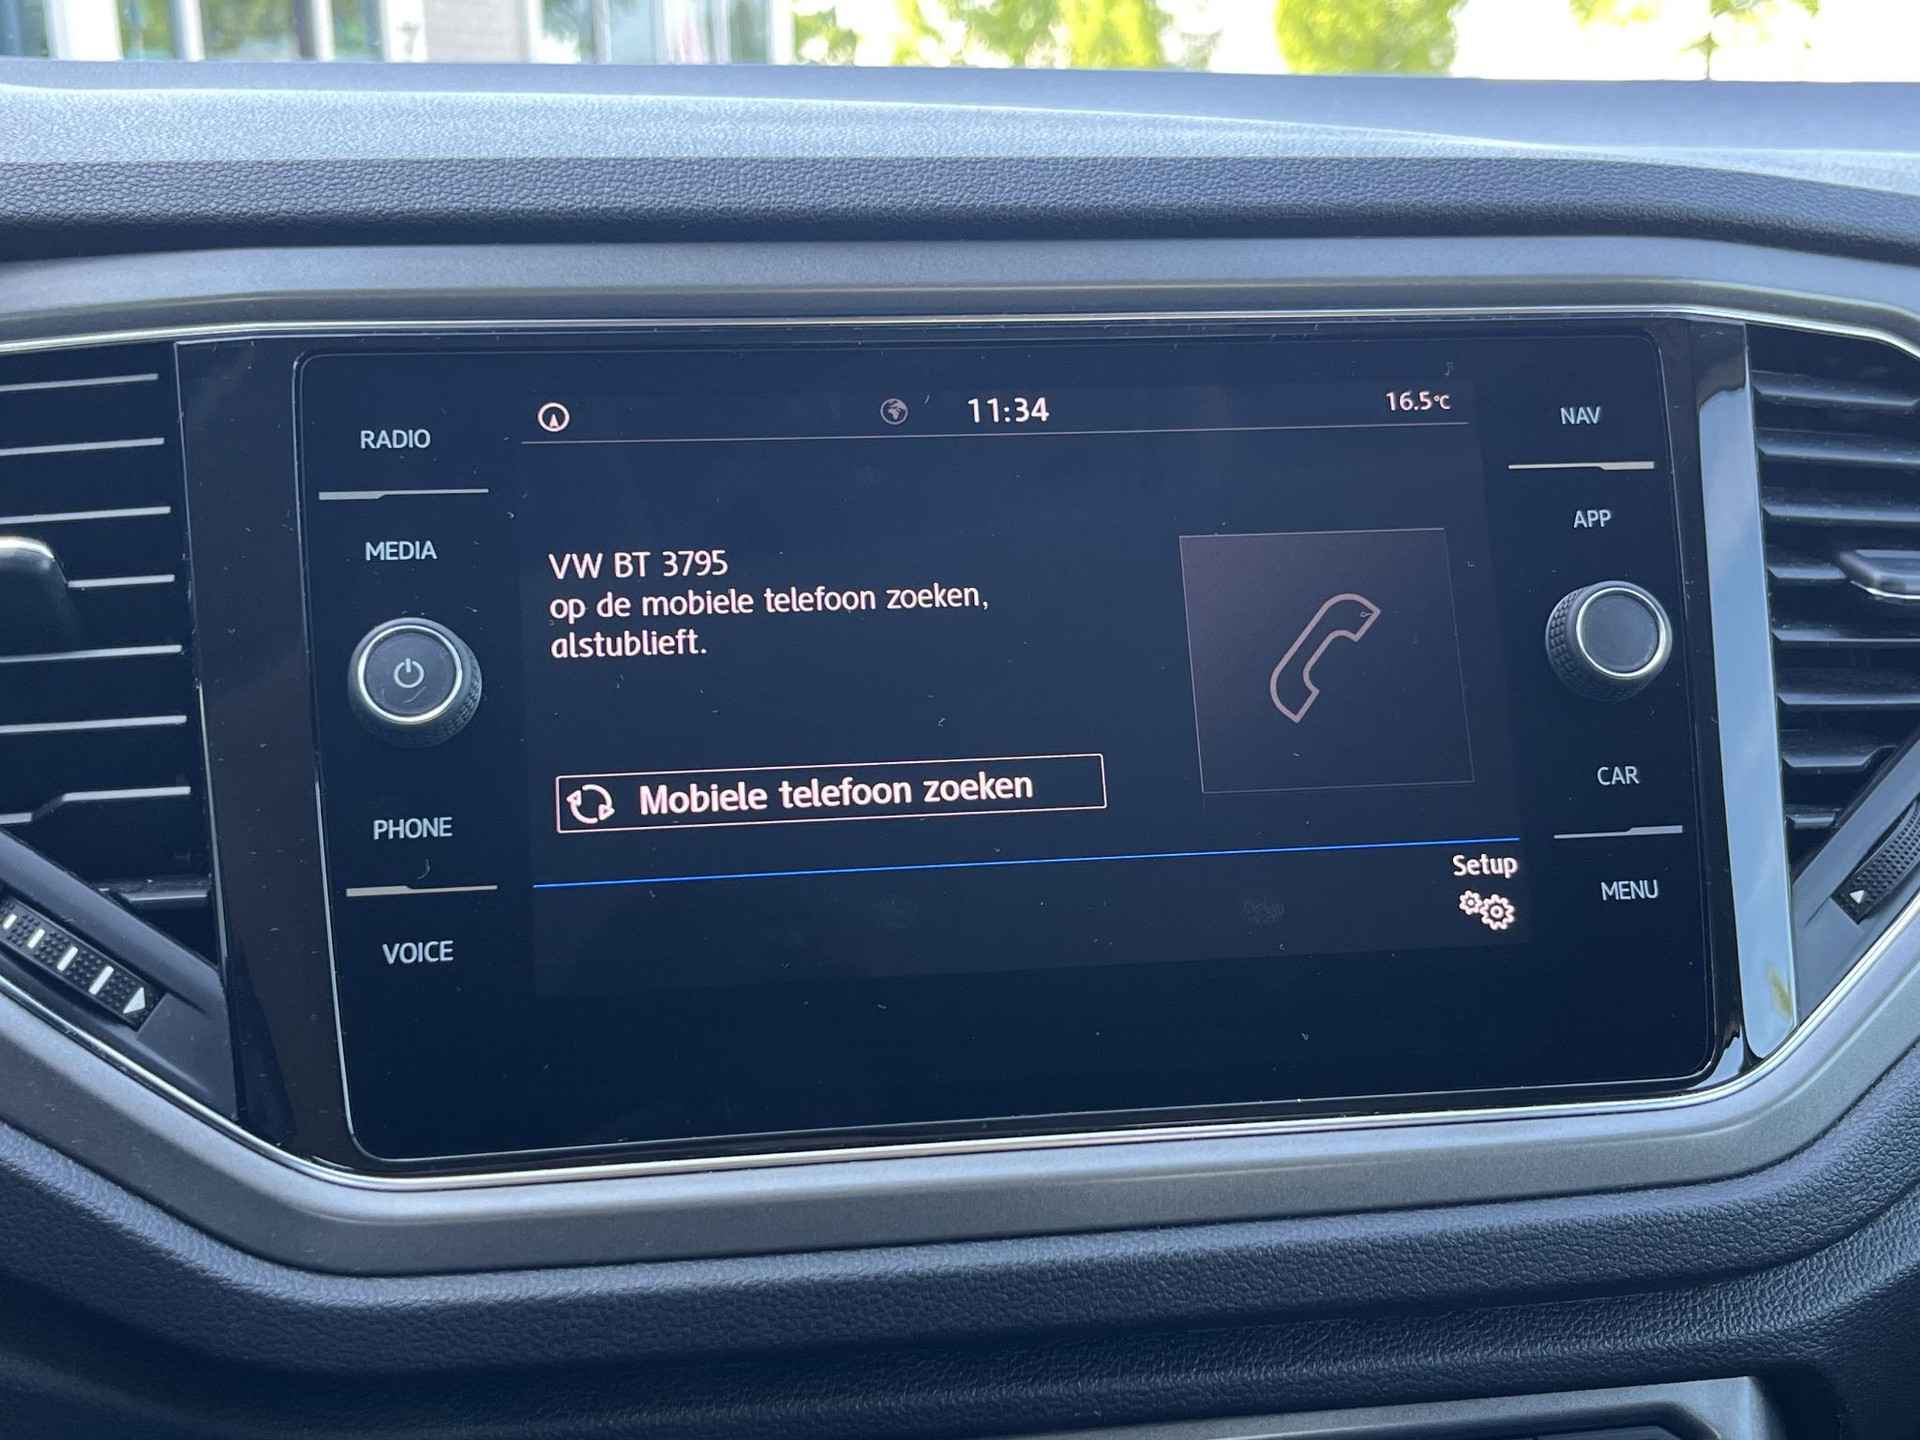 RADIO
MEDIA
PHONE
VOICE
11:34
16.5°C
VW BT 3795
op de mobiele telefoon zoeken,
alstublieft.
Mobiele telefoon zoeken
Setup
NAV
APP
CAR
MENU